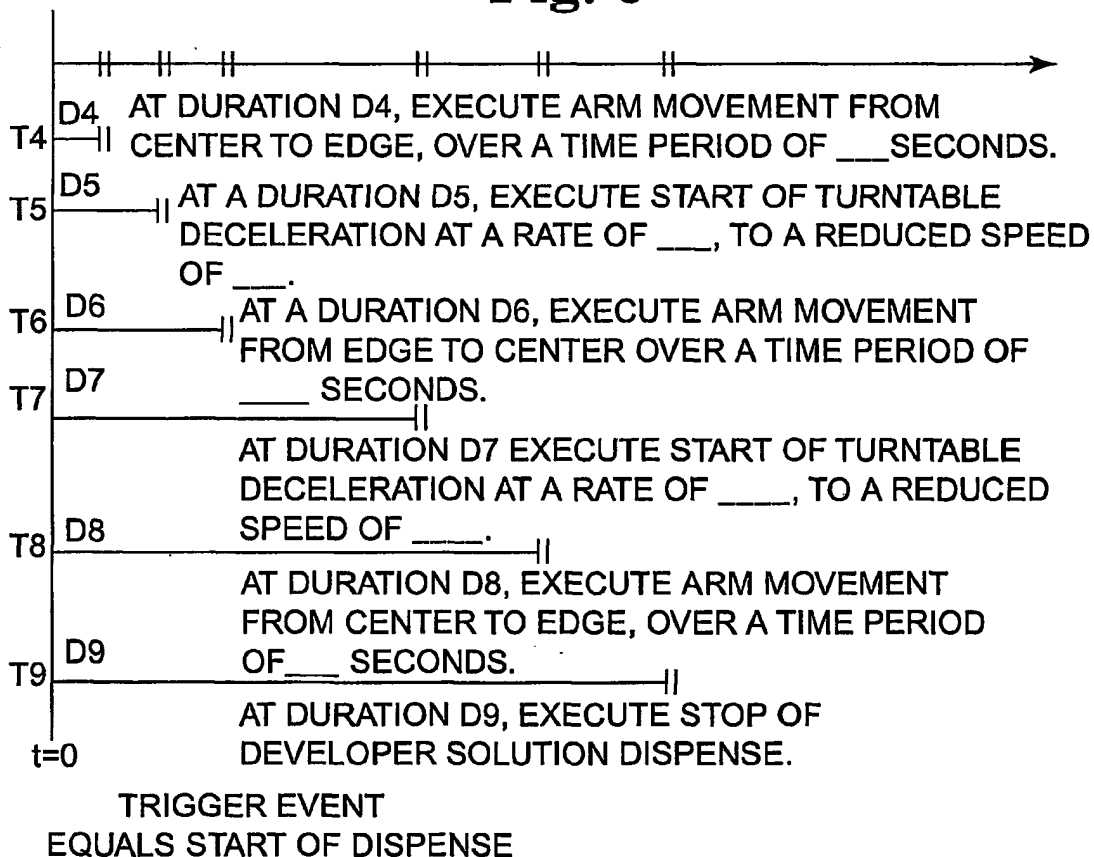 D4 AT DURATION D4, EXECUTE ARM MOVEMENT FROM
T4 CENTER TO EDGE, OVER A TIME PERIOD OF ___SECONDS.
D5 AT A DURATION D5, EXECUTE START OF TURNTABLE
T5 DECELERATION AT A RATE OF ___, TO A REDUCED SPEED
OF ___.
D6 AT A DURATION D6, EXECUTE ARM MOVEMENT
T6 FROM EDGE TO CENTER OVER A TIME PERIOD OF
D7 ____ SECONDS.
T7
AT DURATION D7 EXECUTE START OF TURNTABLE
DECELERATION AT A RATE OF ____, TO A REDUCED
D8 SPEED OF ____.
T8
AT DURATION D8, EXECUTE ARM MOVEMENT
FROM CENTER TO EDGE, OVER A TIME PERIOD
D9 OF___ SECONDS.
T9
AT DURATION D9, EXECUTE STOP OF
t=0 DEVELOPER SOLUTION DISPENSE.
TRIGGER EVENT
EQUALS START OF DISPENSE